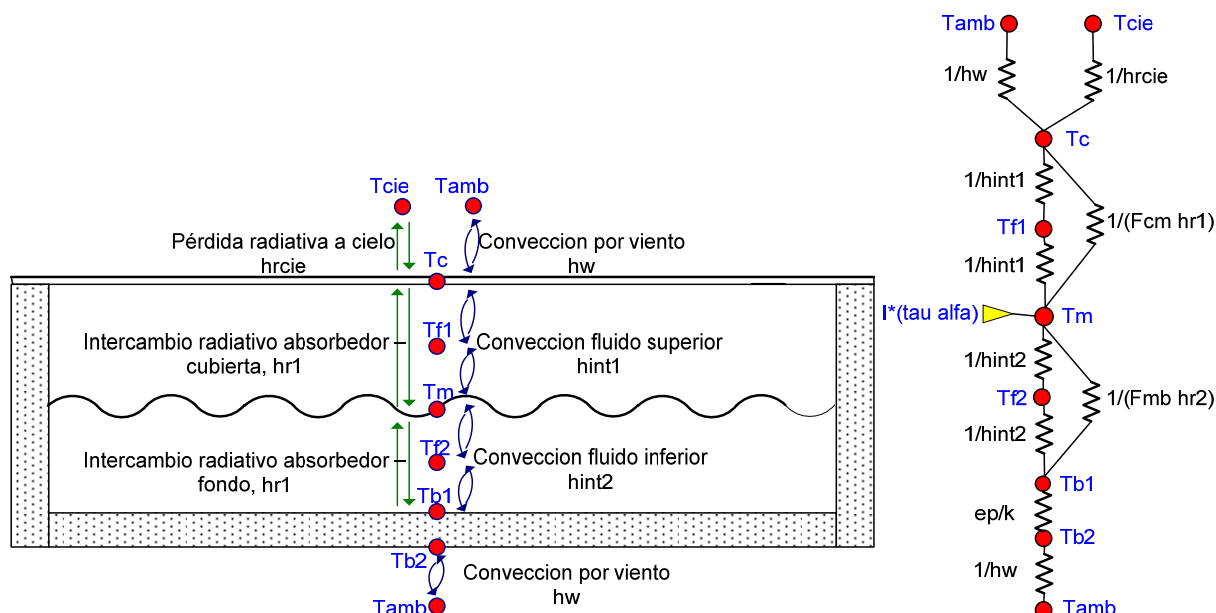 Tcie
Tamb
Pérdida radiativa a cielo
hrcie
Conveccion por viento
hw
Tc
Intercambio radiativo absorbedor
cubierta, hr1
Tf1
Conveccion fluido superior
hint1
Tm
Intercambio radiativo absorbedor
fondo, hr1
Tf2
Conveccion fluido inferior
hint2
Tb1
Tb2
Conveccion por viento
hw
Tamb
Tamb
Tcie
1/hw
1/hrcie
Tc
1/hint1
Tf1
1/(Fcm hr1)
1/hint1
I*(tau alfa)
Tm
1/hint2
Tf2
1/(Fmb hr2)
1/hint2
Tb1
ep/k
Tb2
1/hw
Tamb